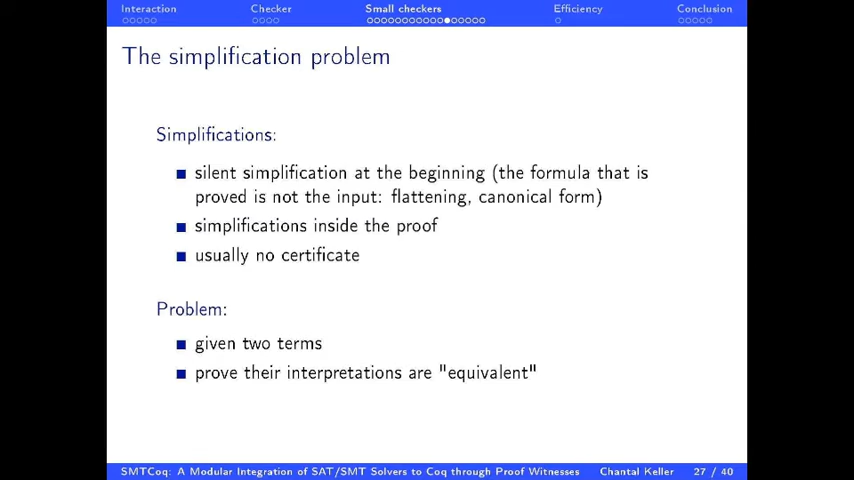 Interaction Checker Small checkers Efficiency Conclusion
The simplification problem
Simplifications:
silent simplification at the beginning (the formula that is
proved is not the input: flattening, canonical form)
simplifications inside the proof
usually no certificate
Problem:
given two terms
prove their interpretations are "equivalent"
SMTCoq: A Modular Integration of SAT/SMT Solvers to Coq through Proof Witnesses Chantal Keller 27 / 40